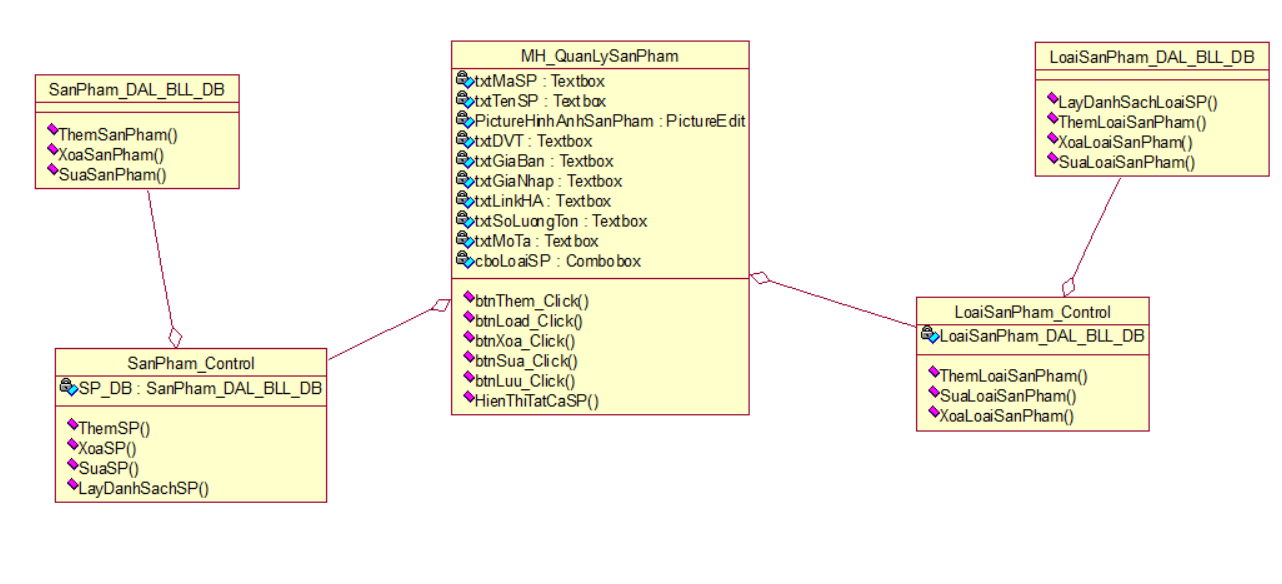 SanPham_DAL_BLL_DB
ThemSanPham()
XoaSanPham()
SuaSanPham()
MH_QuanLySanPham
txtMaSP : Textbox
txtTenSP : Textbox
PictureHinhAnhSanPham : PictureEdit
txtDVT : Textbox
txtGiaBan : Textbox
txtGiaNhap : Textbox
txtLinkHA : Textbox
txtSoLuongTon : Textbox
txtMoTa : Textbox
cboLoaiSP : Combobox
btnThem_Click()
btnLoad_Click()
btnXoa_Click()
btnSua_Click()
btnLuu_Click()
HienThiTatCaSP()
LoaiSanPham_DAL_BLL_DB
LayDanhSachLoaiSP()
ThemLoaiSanPham()
XoaLoaiSanPham()
SuaLoaiSanPham()
SanPham_Control
SP_DB : SanPham_DAL_BLL_DB
ThemSP()
XoaSP()
SuaSP()
LayDanhSachSP()
LoaiSanPham_Control
LoaiSanPham_DAL_BLL_DB
ThemLoaiSanPham()
SuaLoaiSanPham()
XoaLoaiSanPham()